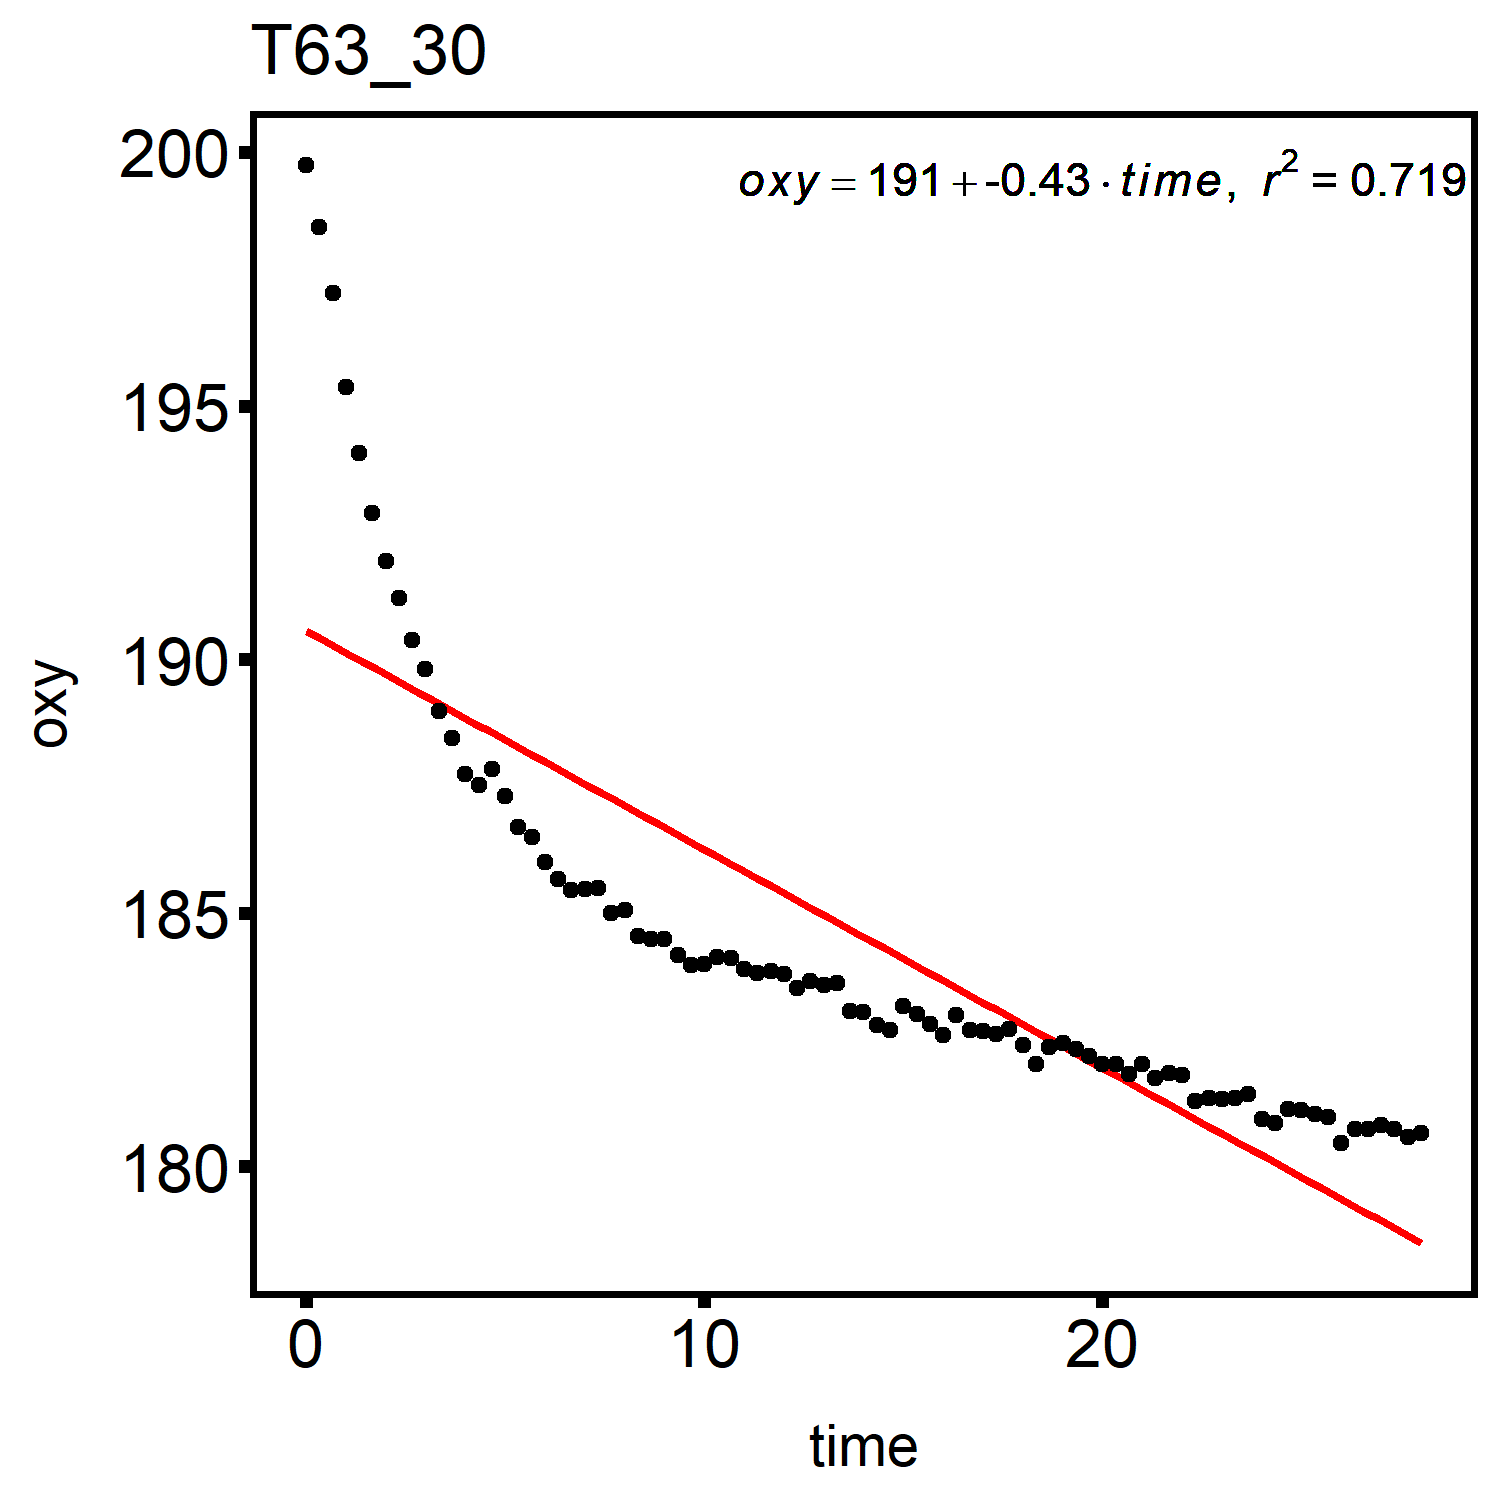 T63_30
oxy = 191 + -0.43 · time, r² = 0.719
200
195
190
185
180
oxy
0 10 20
time